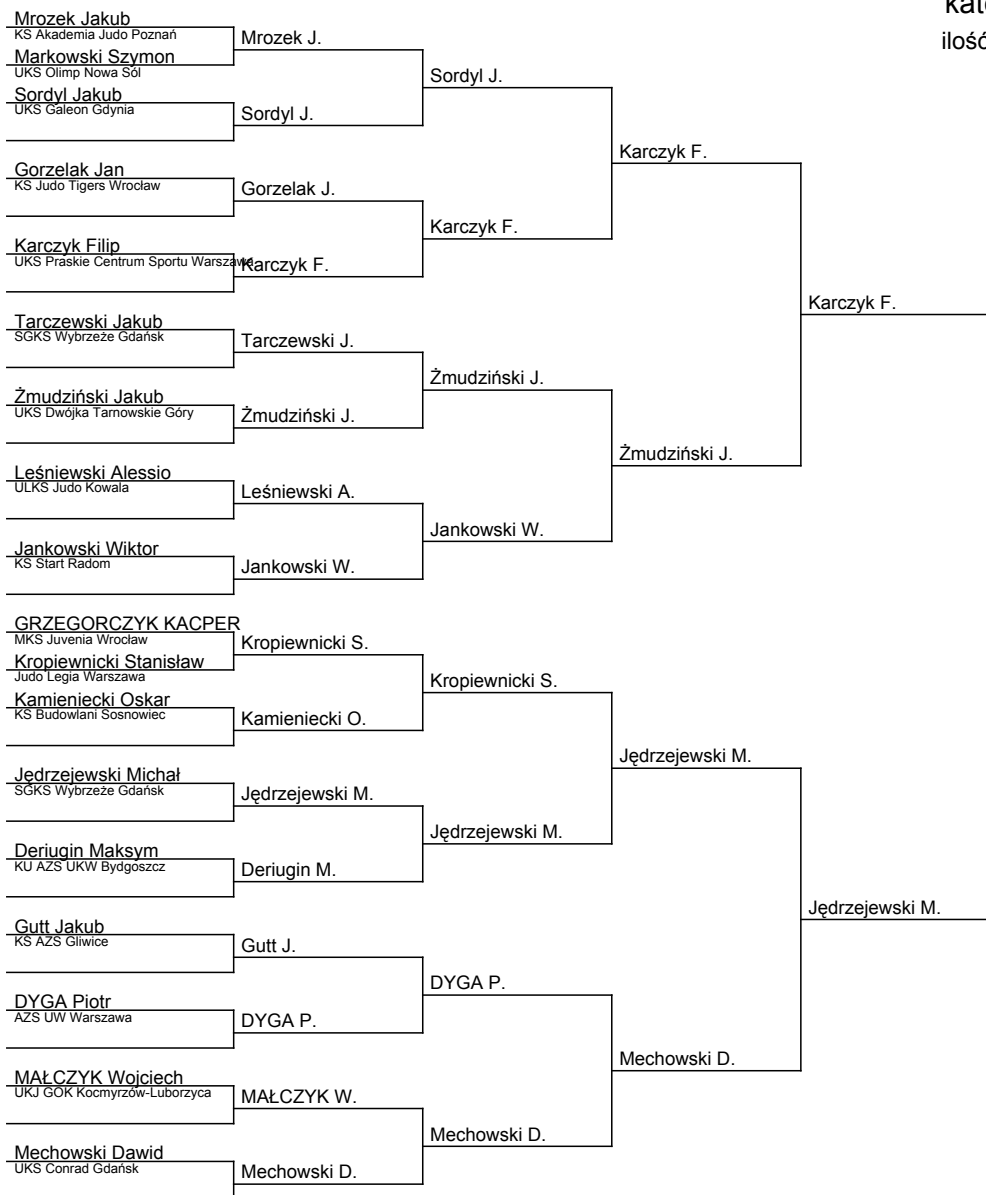 kate
ilość
Mrozek Jakub
KS Akademia Judo Poznań
Markowski Szymon
UKS Olimp Nowa Sól
Sordyl Jakub
UKS Galeon Gdynia
Gorzelak Jan
KS Judo Tigers Wrocław
Karczyk Filip
UKS Praskie Centrum Sportu Warszawa
Tarczewski Jakub
SGKS Wybrzeże Gdańsk
Żmudziński Jakub
UKS Dwójka Tarnowskie Góry
Leśniewski Alessio
ULKS Judo Kowala
Jankowski Wiktor
KS Start Radom
GRZEGORCZYK KACPER
MKS Juvenia Wrocław
Kropiewnicki Stanisław
Judo Legia Warszawa
Kamieniecki Oskar
KS Budowlani Sosnowiec
Jędrzejewski Michał
SGKS Wybrzeże Gdańsk
Deriugin Maksym
KU AZS UKW Bydgoszcz
Gutt Jakub
KS AZS Gliwice
DYGA Piotr
AZS UW Warszawa
MAŁCZYK Wojciech
UKJ GOK Kocmyrzów-Luborzyca
Mechowski Dawid
UKS Conrad Gdańsk
Mrozek J.
Sordyl J.
Gorzelak J.
Karczyk F.
Tarczewski J.
Żmudziński J.
Leśniewski A.
Jankowski W.
Kropiewnicki S.
Kamieniecki O.
Jędrzejewski M.
Deriugin M.
Gutt J.
DYGA P.
MAŁCZYK W.
Mechowski D.
Sordyl J.
Karczyk F.
Żmudziński J.
Jankowski W.
Kropiewnicki S.
Jędrzejewski M.
DYGA P.
Mechowski D.
Karczyk F.
Żmudziński J.
Jędrzejewski M.
Mechowski D.
Karczyk F.
Jędrzejewski M.